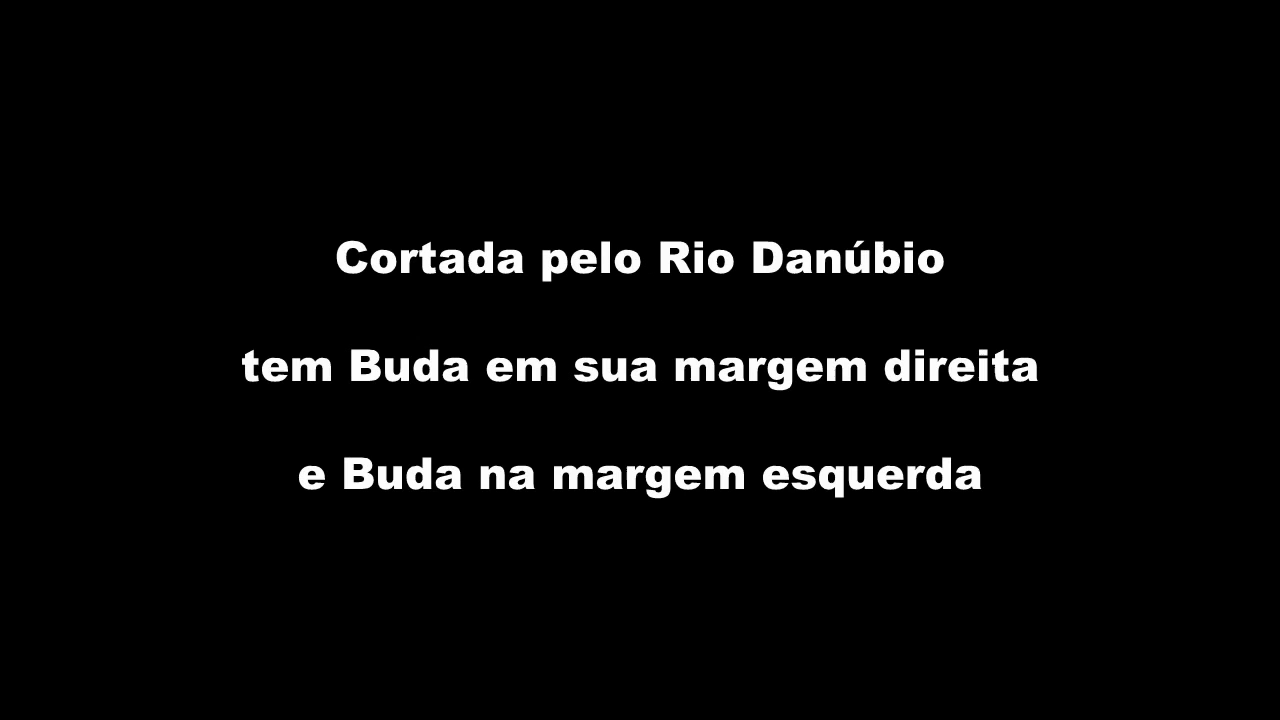 Cortada pelo Rio Danúbio
tem Buda em sua margem direita
e Buda na margem esquerda